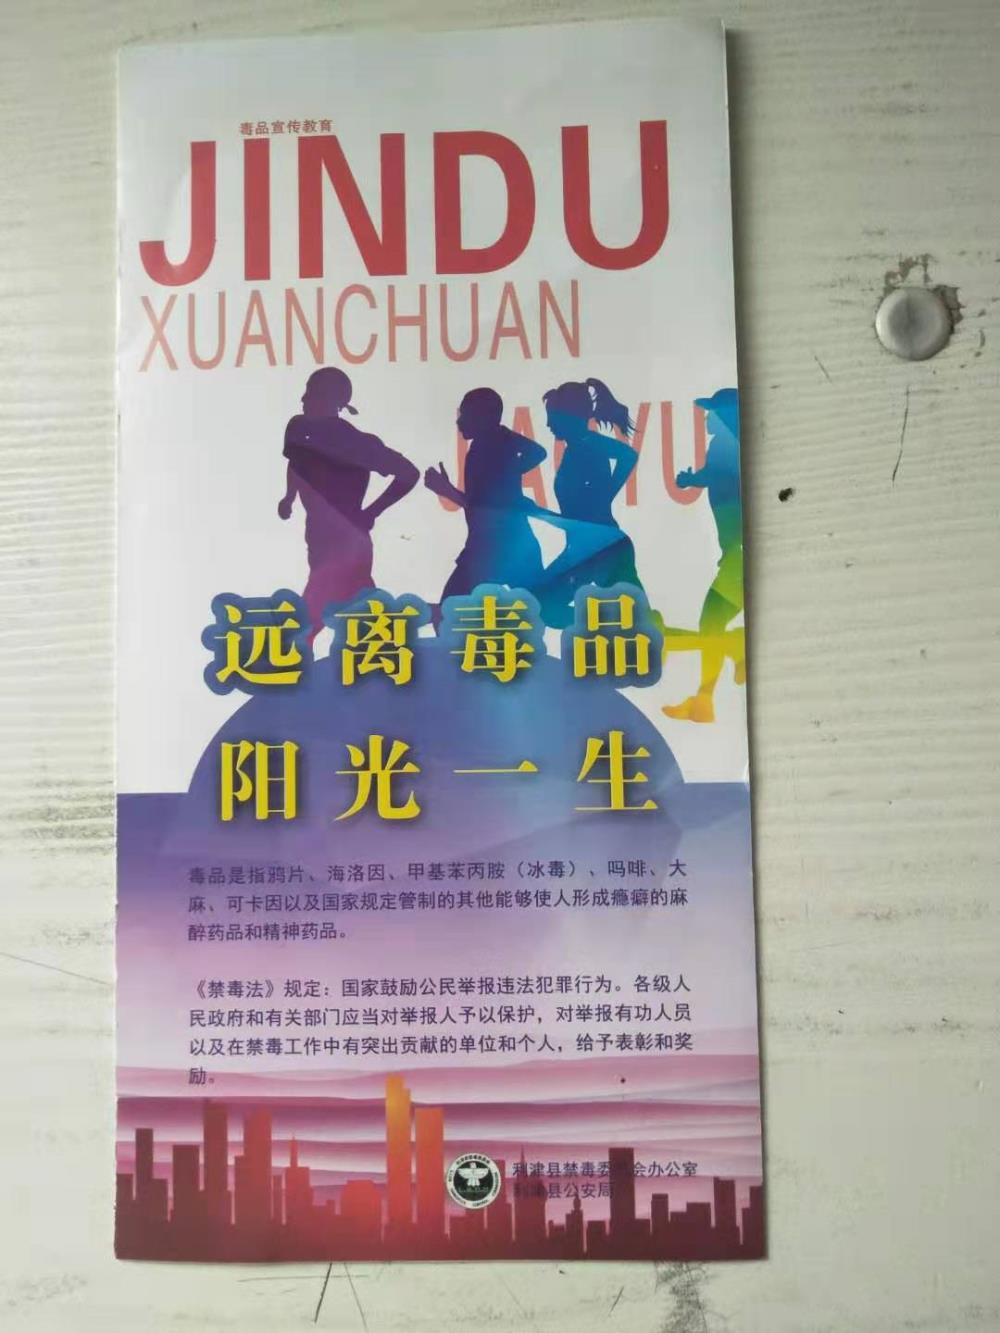 毒品宣传教育
JINDU
XUANCHUAN
远离毒品
阳光一生
毒品是指鸦片、海洛因、甲基苯丙胺（冰毒）、吗啡、大
麻、可卡因以及国家规定管制的其他能够使人形成瘾癖的麻
醉药品和精神药品。
《禁毒法》规定：国家鼓励公民举报违法犯罪行为。各级人
民政府和有关部门应当对举报人予以保护，对举报有功人员
以及在禁毒工作中有突出贡献的单位和个人，给予表彰和奖
励。
利津县禁毒委员会办公室
利津县公安局